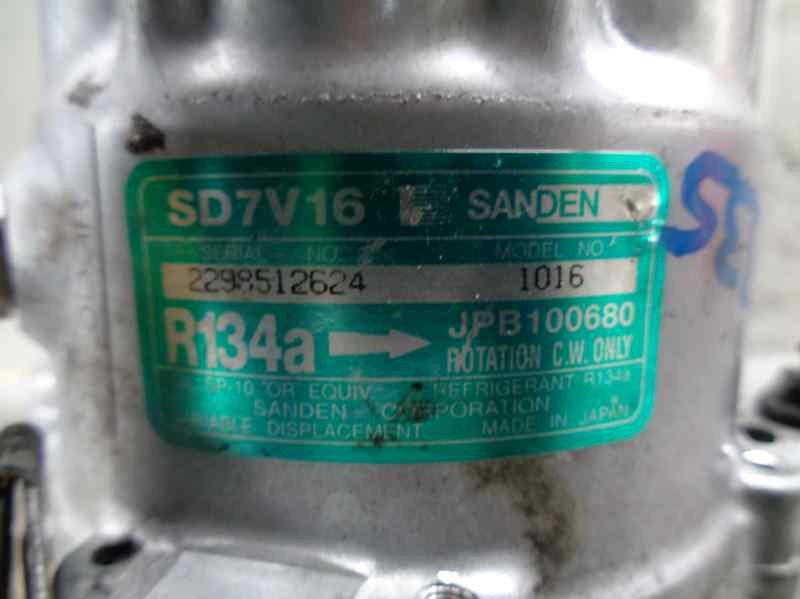 SD7V16 SANDEN
SERIAL NO. MODEL NO
2298512624 1016
R134a JPB100680
ROTATION C.W. ONLY
SP-10 OR EQUIV. REFRIGERANT R134a
SANDEN CORPORATION
VARIABLE DISPLACEMENT MADE IN JAPAN